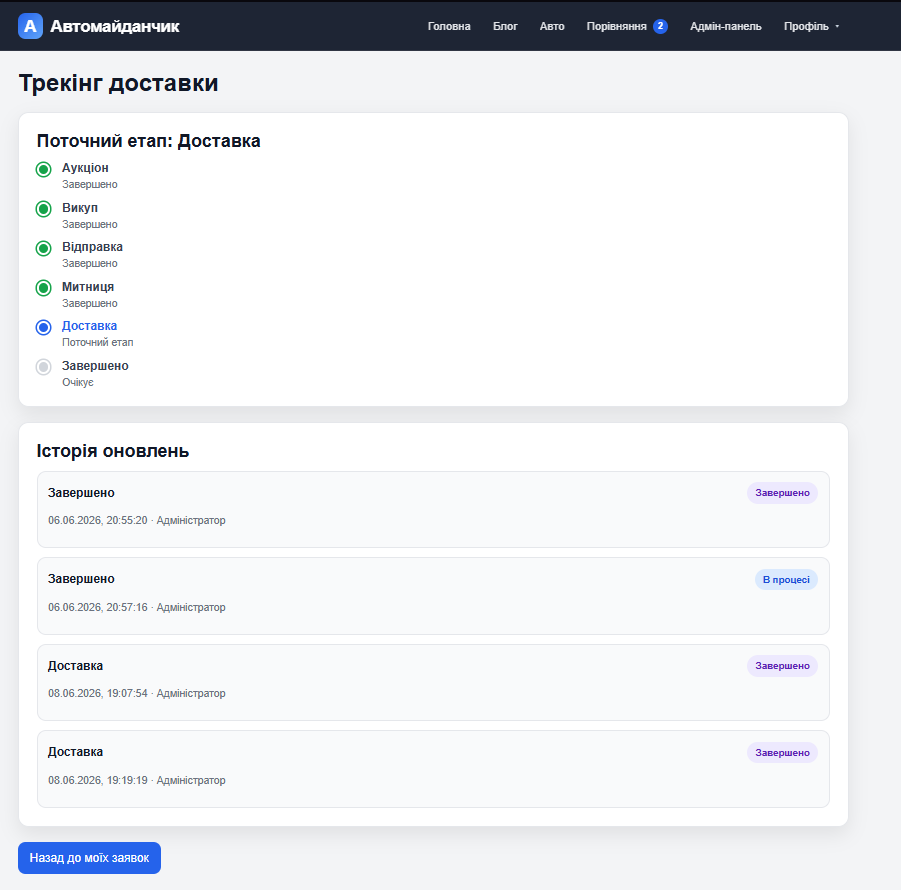 A Автомайданчик
Головна Блог Авто Порівняння 2 Адмін-панель Профіль
Трекінг доставки
Поточний етап: Доставка
Аукціон
Завершено
Викуп
Завершено
Відправка
Завершено
Митниця
Завершено
Доставка
Поточний етап
Завершено
Очікує
Історія оновлень
Завершено Завершено
06.06.2026, 20:55:20 · Адміністратор
Завершено В процесі
06.06.2026, 20:57:16 · Адміністратор
Доставка Завершено
08.06.2026, 19:07:54 · Адміністратор
Доставка Завершено
08.06.2026, 19:19:19 · Адміністратор
Назад до моїх заявок